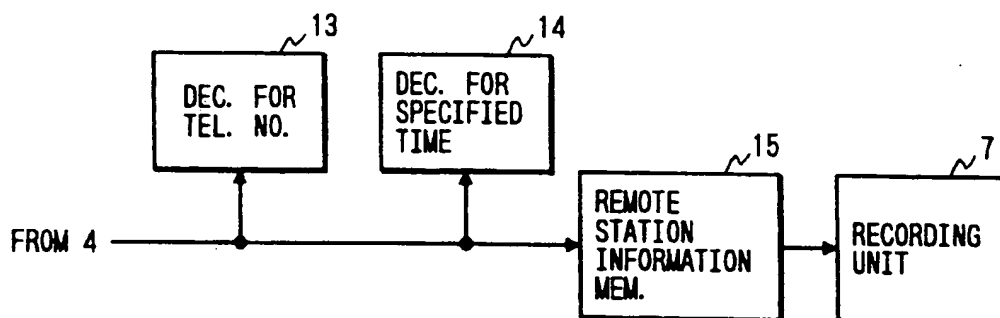 13
DEC. FOR
TEL. NO.
14
DEC. FOR
SPECIFIED
TIME
15
REMOTE
STATION
INFORMATION
MEM.
7
RECORDING
UNIT
FROM 4